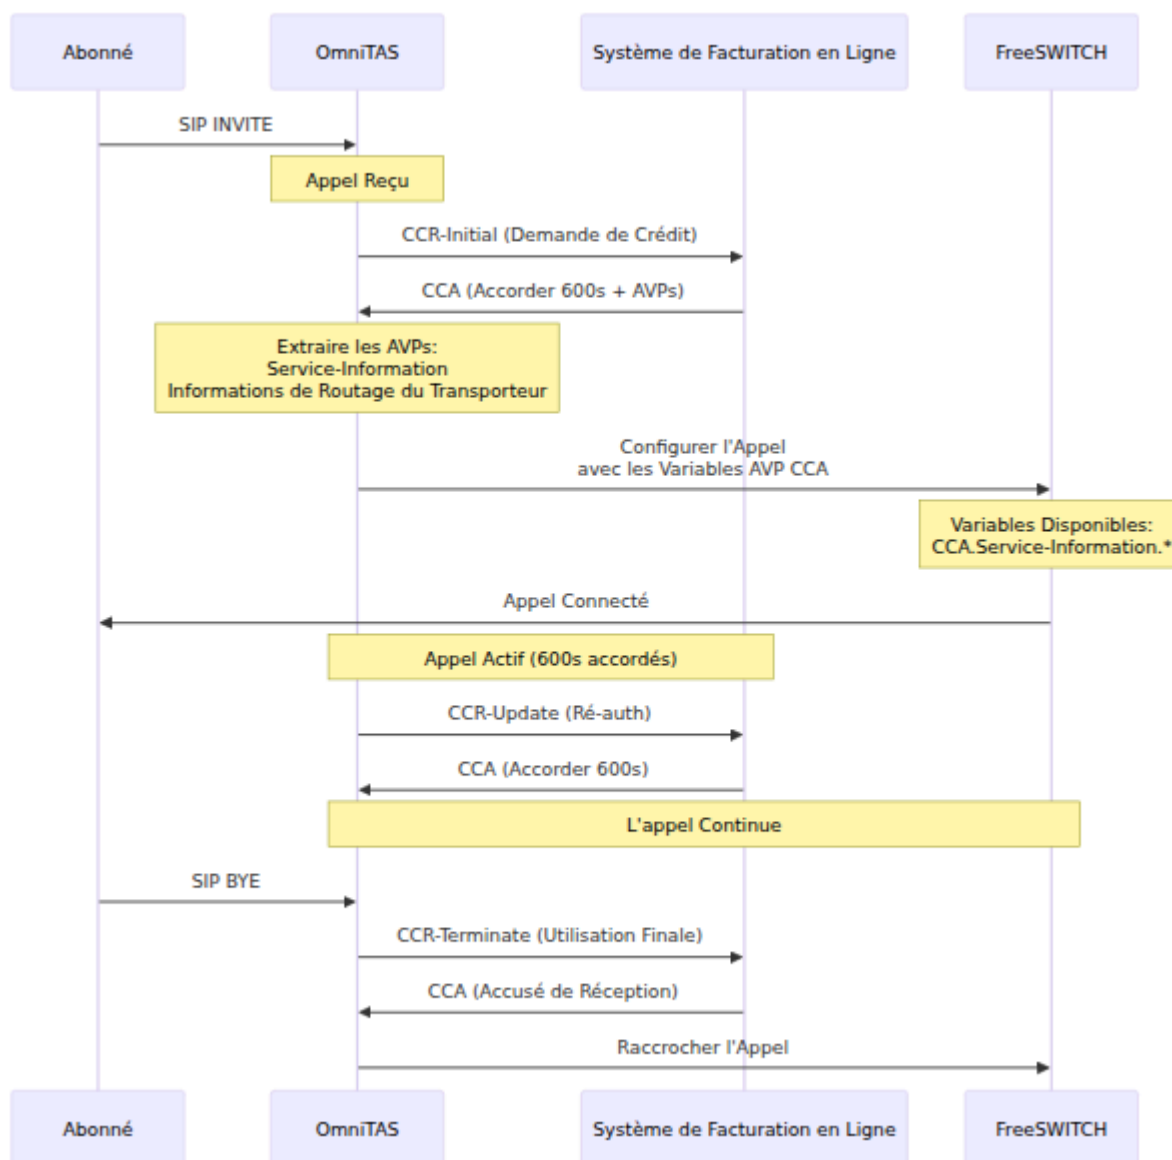 Abonné
OmniTAS
Système de Facturation en Ligne
FreeSWITCH
SIP INVITE
Appel Reçu
CCR-Initial (Demande de Crédit)
CCA (Accorder 600s + AVPs)
Extraire les AVPs:
Service-Information
Informations de Routage du Transporteur
Configurer l'Appel
avec les Variables AVP CCA
Variables Disponibles:
CCA.Service-Information.*
Appel Connecté
Appel Actif (600s accordés)
CCR-Update (Ré-auth)
CCA (Accorder 600s)
L'appel Continue
SIP BYE
CCR-Terminate (Utilisation Finale)
CCA (Accusé de Réception)
Raccrocher l'Appel
Abonné
OmniTAS
Système de Facturation en Ligne
FreeSWITCH